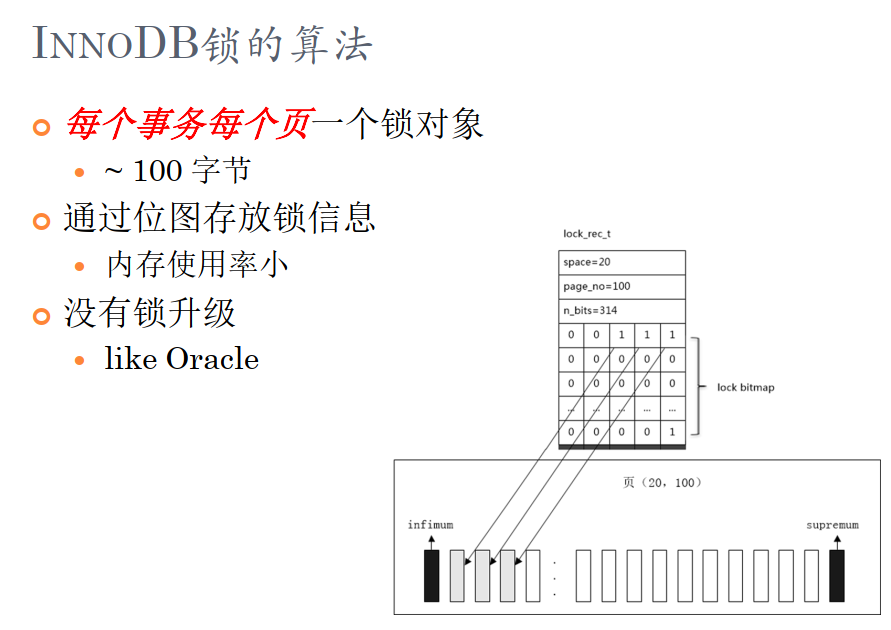 INNODB锁的算法
每个事务每个页一个锁对象
~ 100 字节
通过位图存放锁信息
内存使用率小
没有锁升级
like Oracle
lock_rec_t
space=20
page_no=100
n_bits=314
0 0 1 1 1
0 0 0 0 0
0 0 0 0 0
... ... ... ... ...
0 0 0 0 1
lock bitmap
页（20，100）
infimum
supremum